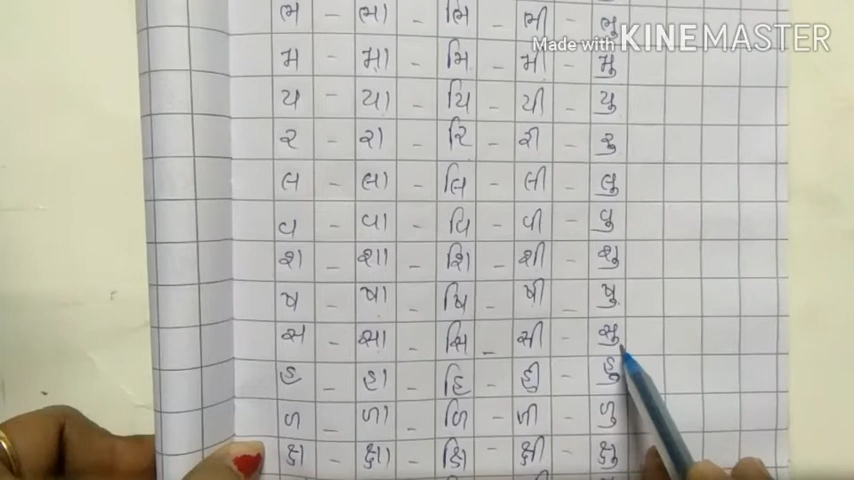 ભ - ભા - ભિ - ભી - ભુ
Made with KINEMASTER
મ - મા - મિ - મી - મુ
ય - યા - યિ - યી - યુ
ર - રા - રિ - રી - રુ
લ - લા - લિ - લી - લુ
વ - વા - વિ - વી - વુ
શ - શા - શિ - શી - શુ
ષ - ષા - ષિ - ષી - ષુ
સ - સા - સિ - સી - સુ
હ - હા - હિ - હી - હુ
ળ - ળા - ળિ - ળી - ળુ
ક્ષ - ક્ષા - ક્ષિ - ક્ષી - ક્ષુ